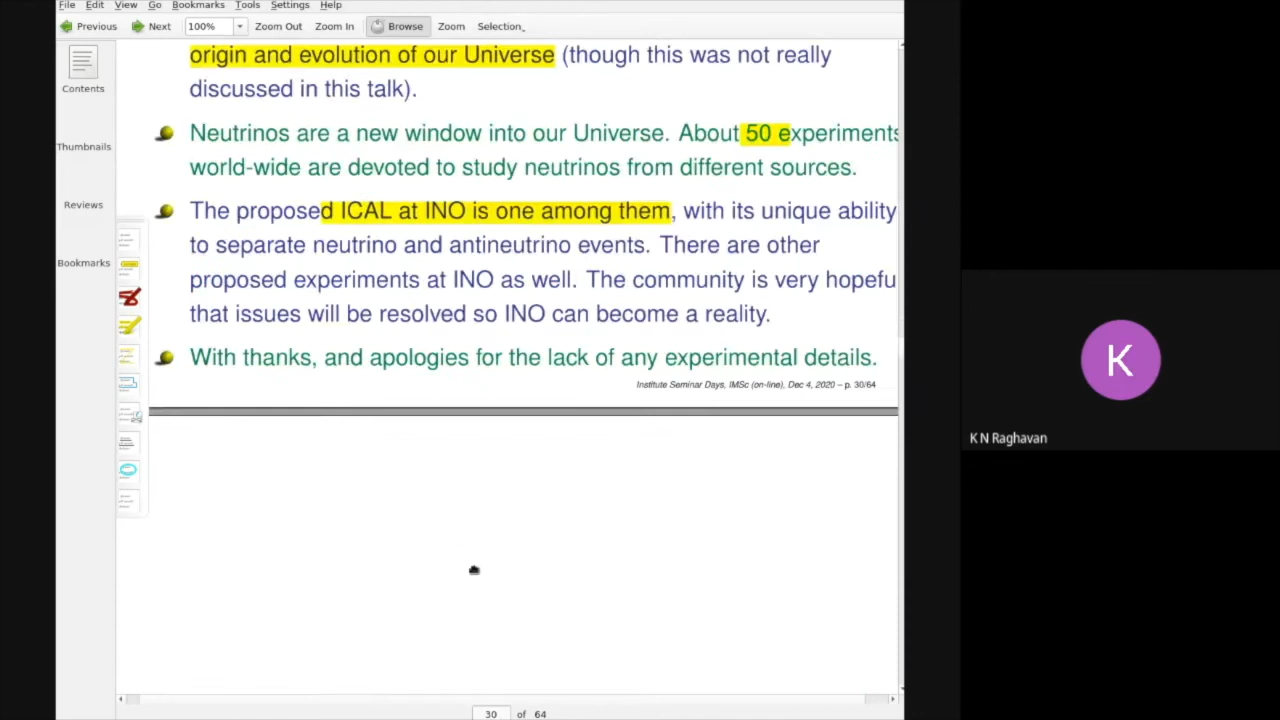 File Edit View Go Bookmarks Tools Settings Help
Previous Next 100% Zoom Out Zoom In Browse Zoom Selection
Contents
Thumbnails
Reviews
Bookmarks
origin and evolution of our Universe (though this was not really
discussed in this talk).
Neutrinos are a new window into our Universe. About 50 experiments
world-wide are devoted to study neutrinos from different sources.
The proposed ICAL at INO is one among them, with its unique ability
to separate neutrino and antineutrino events. There are other
proposed experiments at INO as well. The community is very hopefu
that issues will be resolved so INO can become a reality.
With thanks, and apologies for the lack of any experimental details.
Institute Seminar Days, IMSc (on-line), Dec 4, 2020 – p. 30/64
30 of 64
K
K N Raghavan